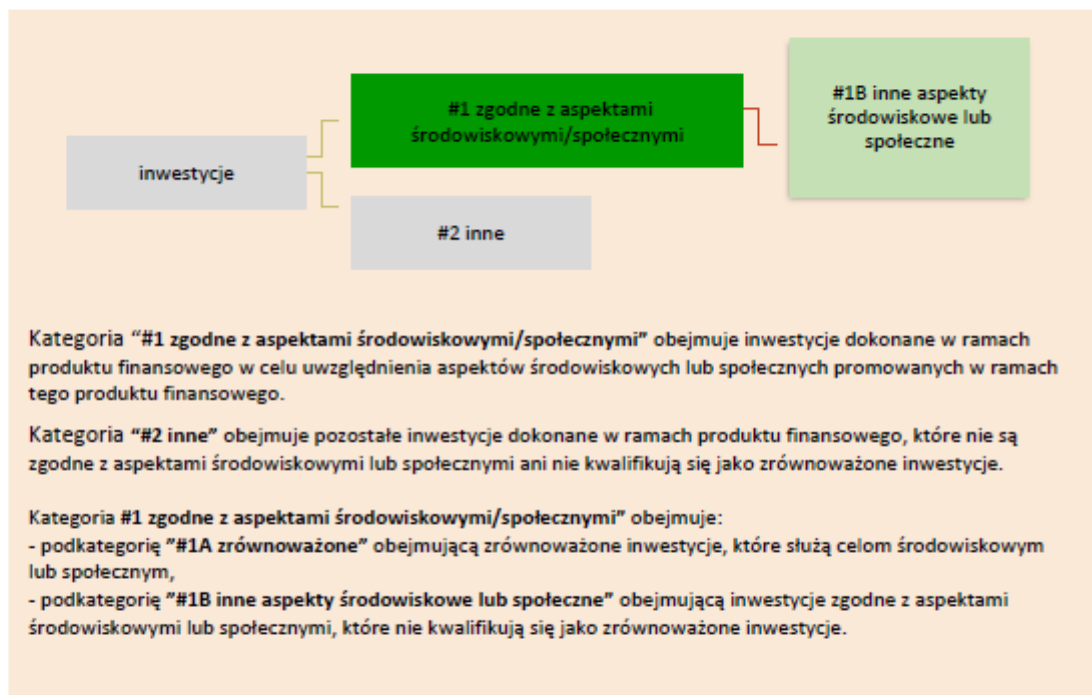 #1 zgodne z aspektami
środowiskowymi/społecznymi
#1B inne aspekty
środowiskowe lub
społeczne
inwestycje
#2 inne
Kategoria “#1 zgodne z aspektami środowiskowymi/społecznymi” obejmuje inwestycje dokonane w ramach
produktu finansowego w celu uwzględnienia aspektów środowiskowych lub społecznych promowanych w ramach
tego produktu finansowego.
Kategoria “#2 inne” obejmuje pozostałe inwestycje dokonane w ramach produktu finansowego, które nie są
zgodne z aspektami środowiskowymi lub społecznymi ani nie kwalifikują się jako zrównoważone inwestycje.
Kategoria #1 zgodne z aspektami środowiskowymi/społecznymi” obejmuje:
- podkategorię ”#1A zrównoważone” obejmującą zrównoważone inwestycje, które służą celom środowiskowym
lub społecznym,
- podkategorię ”#1B inne aspekty środowiskowe lub społeczne” obejmującą inwestycje zgodne z aspektami
środowiskowymi lub społecznymi, które nie kwalifikują się jako zrównoważone inwestycje.